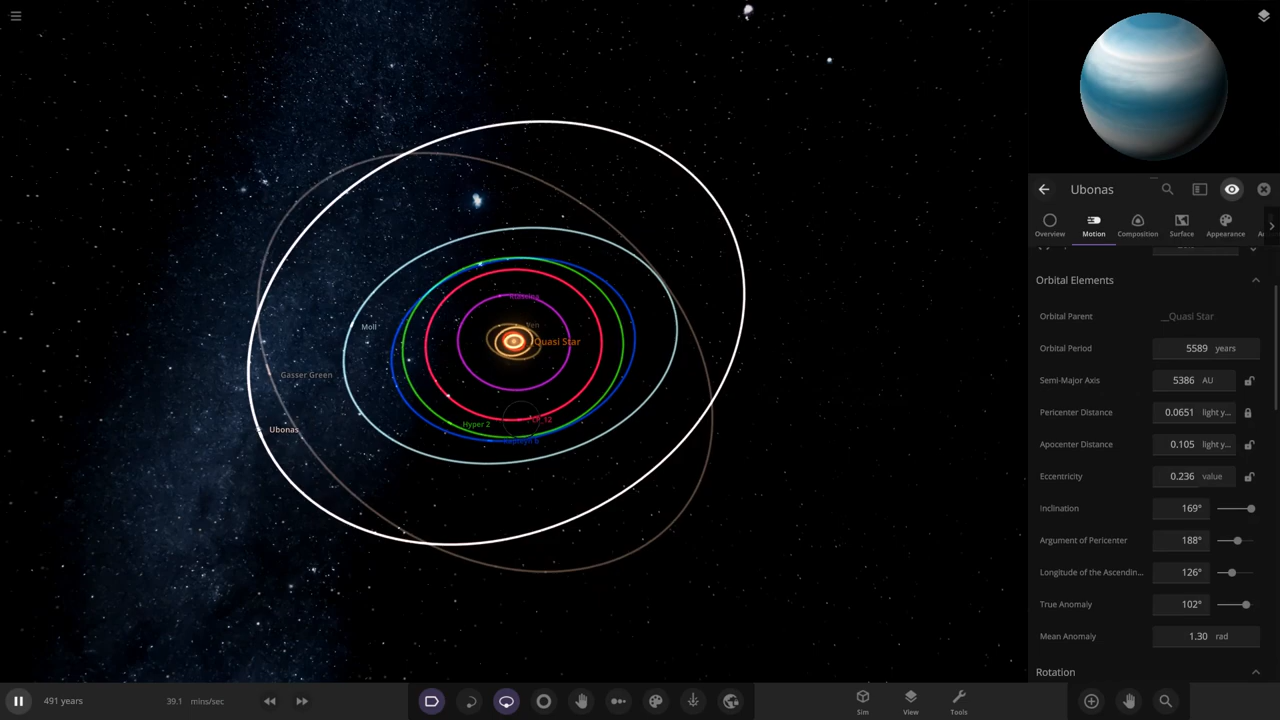 Ubonas
Overview
Motion
Composition
Surface
Appearance
Orbital Elements
Orbital Parent
__Quasi Star
Orbital Period
5589 years
Semi-Major Axis
5386 AU
Pericenter Distance
0.0651 light y...
Apocenter Distance
0.105 light y...
Eccentricity
0.236 value
Inclination
169°
Argument of Pericenter
188°
Longitude of the Ascendin...
126°
True Anomaly
102°
Mean Anomaly
1.30 rad
Rotation
Quasi Star
Moll
Gasser Green
Ubonas
Hyper 2
491 years
39.1 mins/sec
Sim
View
Tools